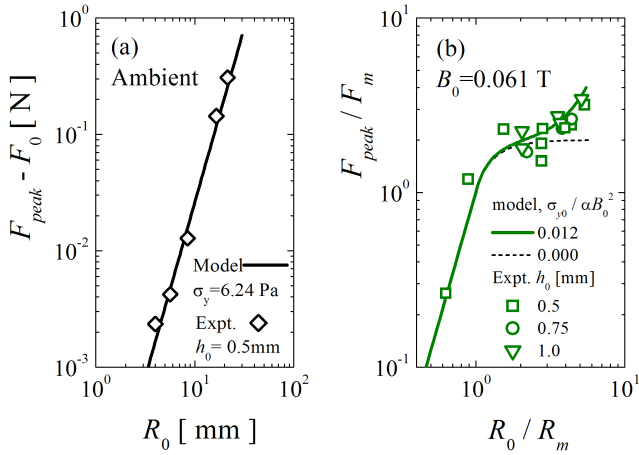 (a)
Ambient
F_peak - F_0 [ N ]
10^0
10^-1
10^-2
10^-3
Model
σ_y=6.24 Pa
Expt.
h_0= 0.5mm
10^0 10^1 10^2
R_0 [ mm ]
(b)
B_0=0.061 T
F_peak / F_m
10^1
10^0
10^-1
model, σ_y0 / αB_0^2
0.012
0.000
Expt. h_0 [mm]
0.5
0.75
1.0
10^0 10^1
R_0 / R_m